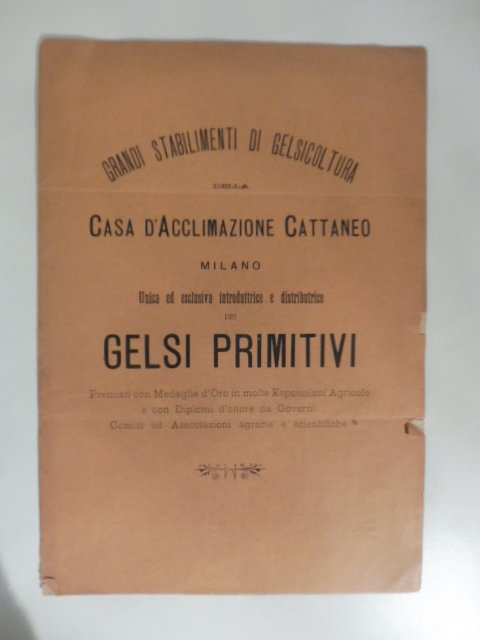 GRANDI STABILIMENTI DI GELSICOLTURA
DELLA
CASA D'ACCLIMAZIONE CATTANEO
MILANO
Unica ed esclusiva introduttrice e distributrice
DEI
GELSI PRIMITIVI
Premiati con Medaglie d'Oro in molte Esposizioni Agricole
e con Diplomi d'onore da Governi
Comizi ed Associazioni agrarie e scientifiche